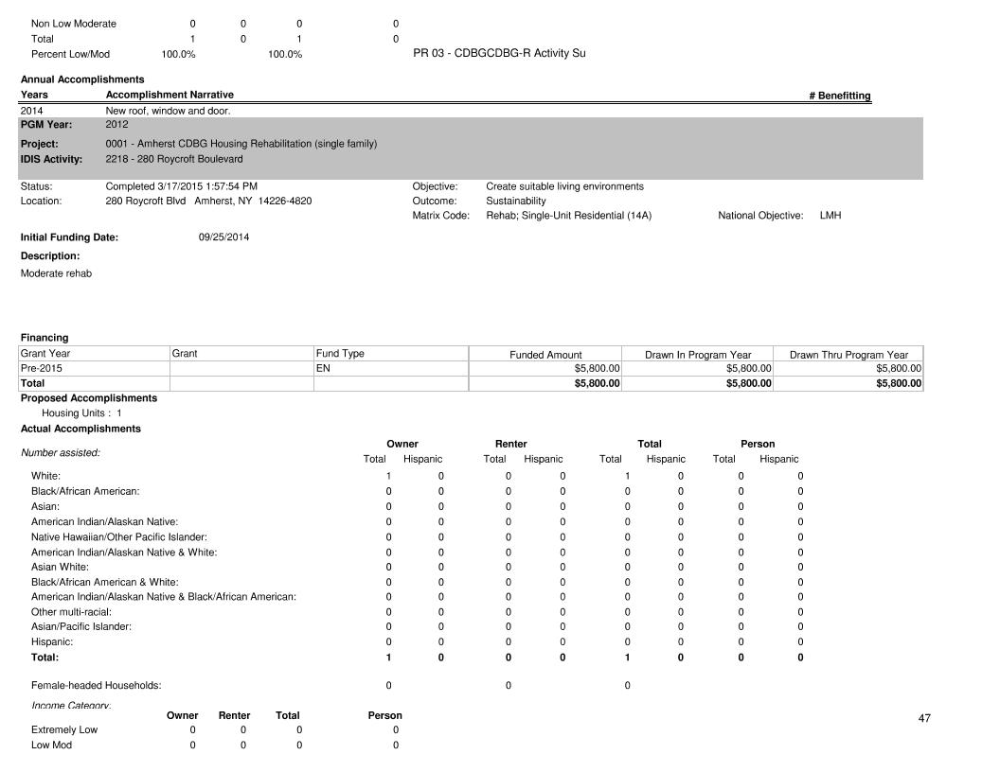 Non Low Moderate 0 0 0 0
Total 1 0 1 0
Percent Low/Mod 100.0% 100.0% PR 03 - CDBGCDBG-R Activity Su
Annual Accomplishments
Years Accomplishment Narrative # Benefitting
2014 New roof, window and door.
PGM Year: 2012
Project: 0001 - Amherst CDBG Housing Rehabilitation (single family)
IDIS Activity: 2218 - 280 Roycroft Boulevard
Status: Completed 3/17/2015 1:57:54 PM Objective: Create suitable living environments
Location: 280 Roycroft Blvd Amherst, NY 14226-4820 Outcome: Sustainability
Matrix Code: Rehab; Single-Unit Residential (14A) National Objective: LMH
Initial Funding Date: 09/25/2014
Description:
Moderate rehab
Financing
Grant Year Grant Fund Type Funded Amount Drawn In Program Year Drawn Thru Program Year
Pre-2015 EN $5,800.00 $5,800.00 $5,800.00
Total $5,800.00 $5,800.00 $5,800.00
Proposed Accomplishments
Housing Units : 1
Actual Accomplishments
Owner Renter Total Person
Number assisted:
Total Hispanic Total Hispanic Total Hispanic Total Hispanic
White: 1 0 0 0 1 0 0 0
Black/African American: 0 0 0 0 0 0 0 0
Asian: 0 0 0 0 0 0 0 0
American Indian/Alaskan Native: 0 0 0 0 0 0 0 0
Native Hawaiian/Other Pacific Islander: 0 0 0 0 0 0 0 0
American Indian/Alaskan Native & White: 0 0 0 0 0 0 0 0
Asian White: 0 0 0 0 0 0 0 0
Black/African American & White: 0 0 0 0 0 0 0 0
American Indian/Alaskan Native & Black/African American: 0 0 0 0 0 0 0 0
Other multi-racial: 0 0 0 0 0 0 0 0
Asian/Pacific Islander: 0 0 0 0 0 0 0 0
Hispanic: 0 0 0 0 0 0 0 0
Total: 1 0 0 0 1 0 0 0
Female-headed Households: 0 0 0
Income Category:
Owner Renter Total Person
47
Extremely Low 0 0 0 0
Low Mod 0 0 0 0